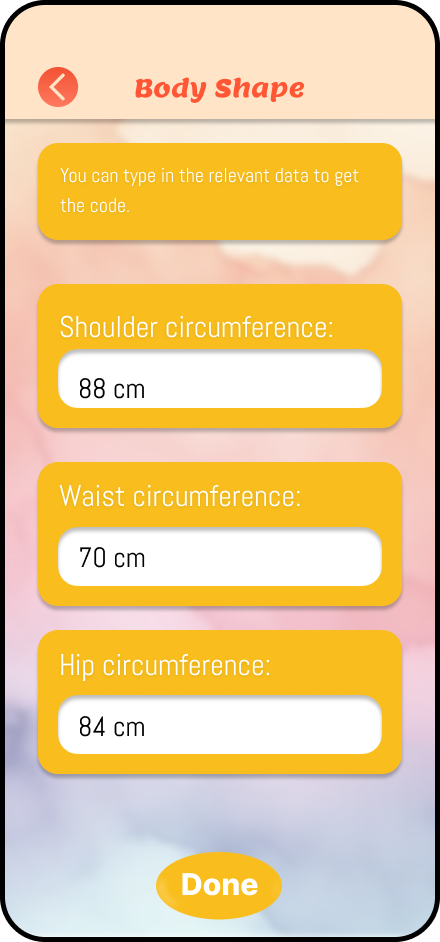 Body Shape
You can type in the relevant data to get
the code.
Shoulder circumference:
88 cm
Waist circumference:
70 cm
Hip circumference:
84 cm
Done